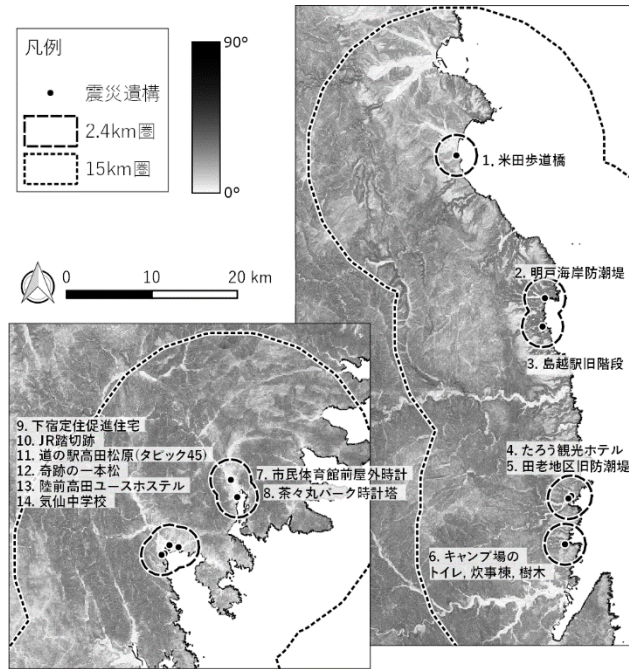 凡例
震災遺構
2.4km圏
15km圏
90°
0°
0 10 20 km
1. 米田歩道橋
2. 明戸海岸防潮堤
3. 島越駅旧階段
4. たろう観光ホテル
5. 田老地区旧防潮堤
6. キャンプ場の
トイレ, 炊事棟, 樹木
9. 下宿定住促進住宅
10. JR踏切跡
11. 道の駅高田松原(タピック45)
12. 奇跡の一本松
13. 陸前高田ユースホステル
14. 気仙中学校
7. 市民体育館前屋外時計
8. 茶々丸パーク時計塔